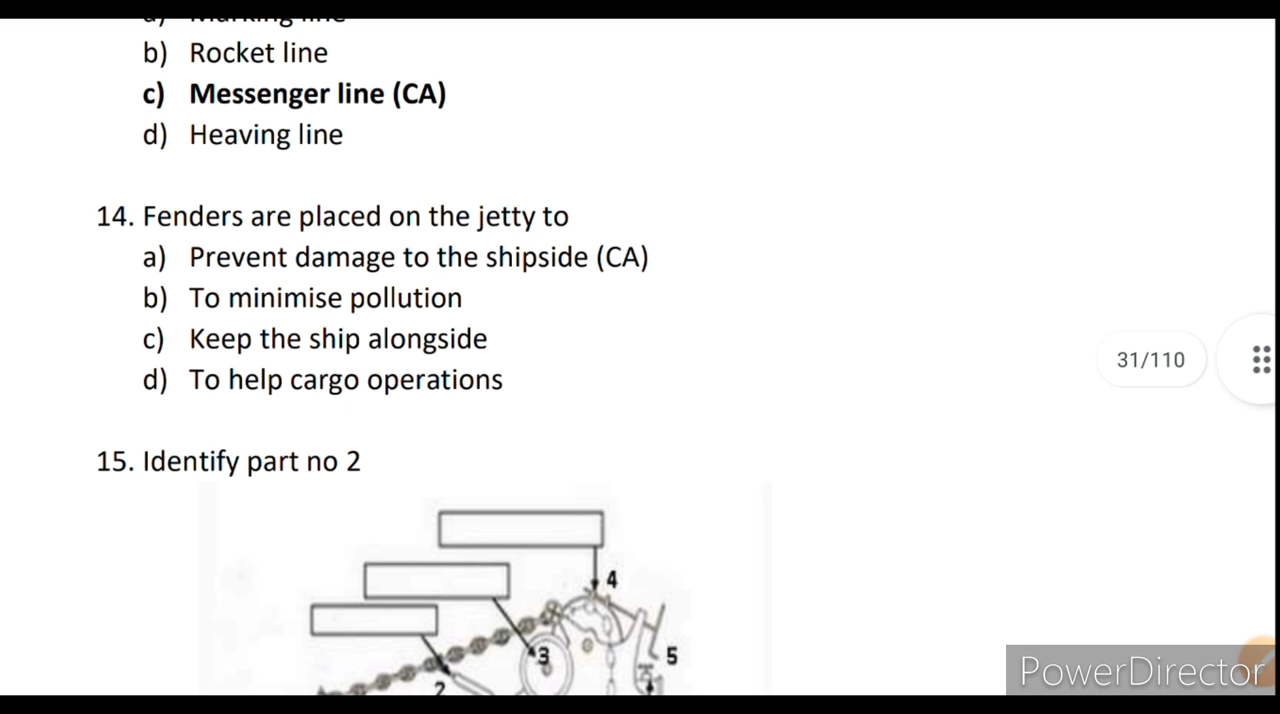 b) Rocket line
c) Messenger line (CA)
d) Heaving line
14. Fenders are placed on the jetty to
a) Prevent damage to the shipside (CA)
b) To minimise pollution
c) Keep the ship alongside
d) To help cargo operations
31/110
15. Identify part no 2
4
3
5
2
PowerDirector